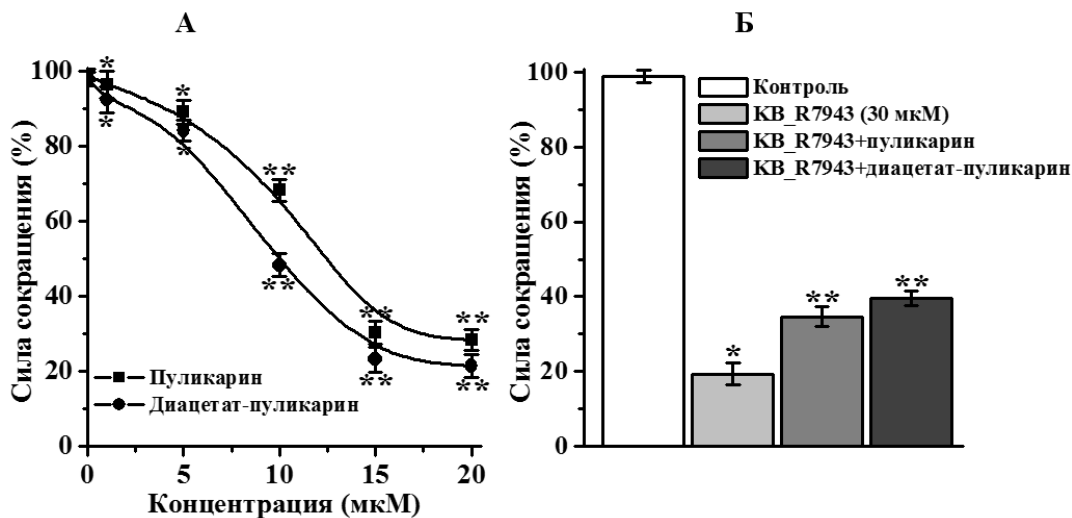 А
Сила сокращения (%)
100
80
60
40
20
0
*
*
*
*
**
**
**
**
**
**
Пуликарин
Диацетат-пуликарин
0
5
10
15
20
Концентрация (мкМ)
Б
Сила сокращения (%)
100
80
60
40
20
0
Контроль
KB_R7943 (30 мкМ)
KB_R7943+пуликарин
KB_R7943+диацетат-пуликарин
*
**
**